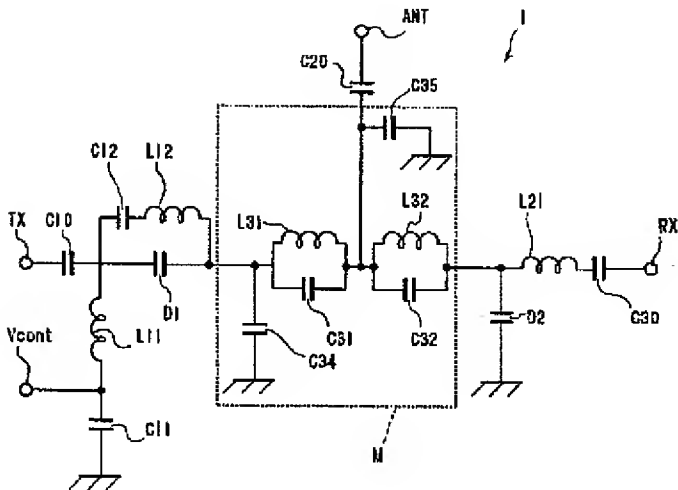 ANT
1
C20
C35
C12
L12
L31
L32
L21
TX
C10
RX
D1
C31
C32
D2
C30
Vcont
L11
C34
C11
M